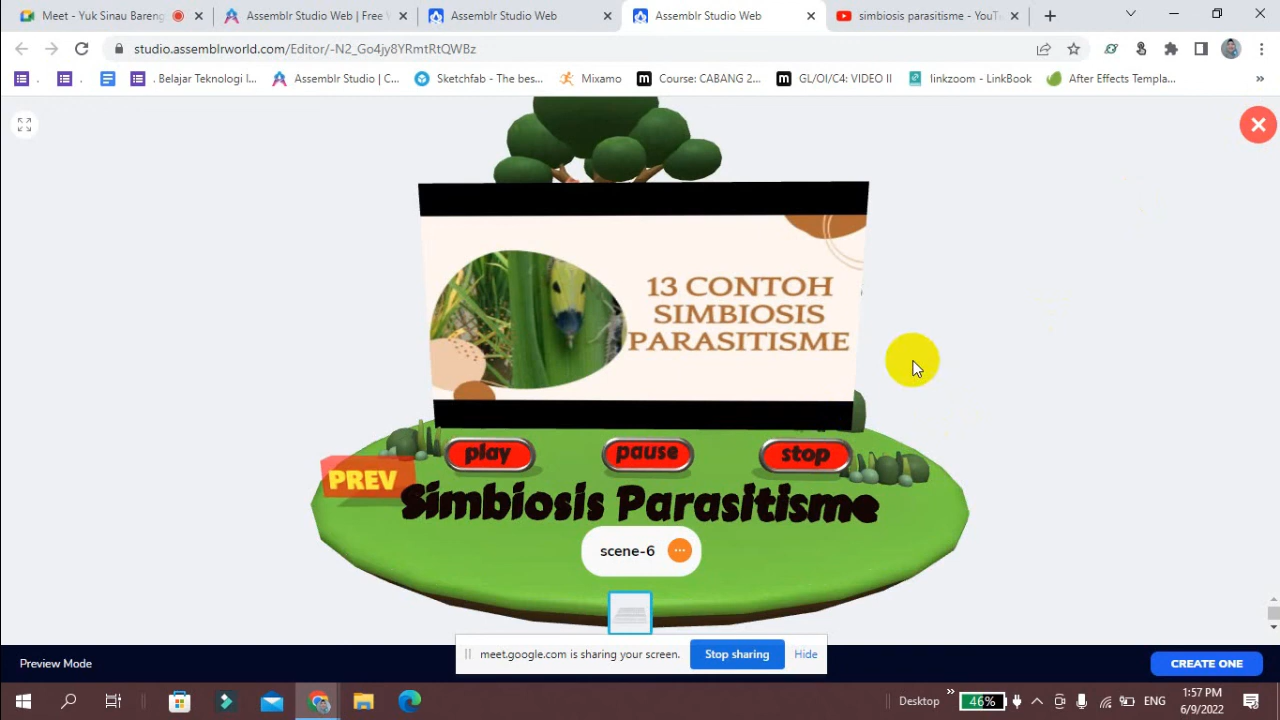 Meet - Yuk Sinau Bareng
Assemblr Studio Web | Free
Assemblr Studio Web
Assemblr Studio Web
simbiosis parasitisme - YouT
studio.assemblrworld.com/Editor/-N2_Go4jy8YRmtRtQWBz
. Belajar Teknologi I...
Assemblr Studio | C...
Sketchfab - The bes...
Mixamo
Course: CABANG 2...
GL/OI/C4: VIDEO II
linkzoom - LinkBook
After Effects Templa...
»
13 CONTOH
SIMBIOSIS
PARASITISME
play
pause
stop
PREV
Simbiosis Parasitisme
scene-6
meet.google.com is sharing your screen.
Stop sharing
Hide
Preview Mode
CREATE ONE
Desktop
»
46%
ENG
1:57 PM
6/9/2022